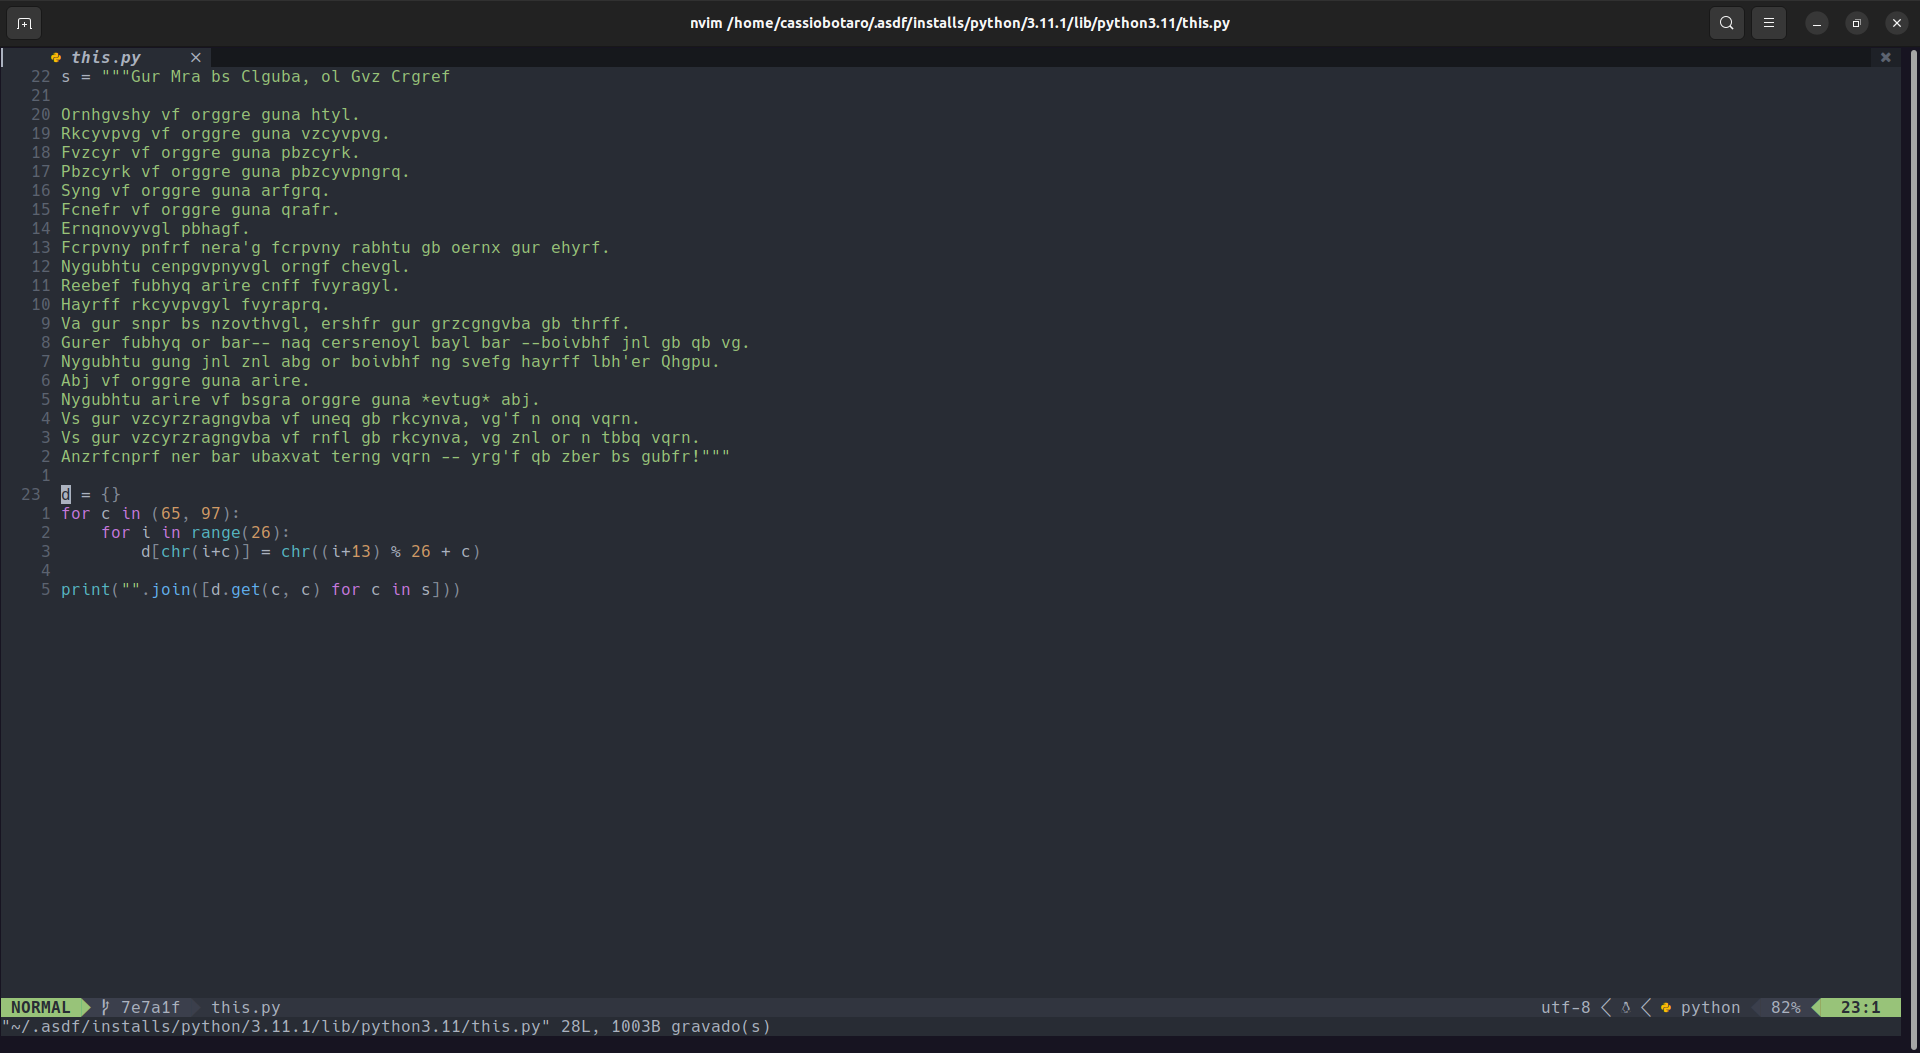 nvim /home/cassiobotaro/.asdf/installs/python/3.11.1/lib/python3.11/this.py
this.py
22 s = """Gur Mra bs Clguba, ol Gvz Crgref
21
20 Ornhgvshy vf orggre guna htyl.
19 Rkcyvpvg vf orggre guna vzcyvpvg.
18 Fvzcyr vf orggre guna pbzcyrk.
17 Pbzcyrk vf orggre guna pbzcyvpngrq.
16 Syng vf orggre guna arfgrq.
15 Fcnefr vf orggre guna qrafr.
14 Ernqnovyvgl pbhagf.
13 Fcrpvny pnfrf nera'g fcrpvny rabhtu gb oernx gur ehyrf.
12 Nygubhtu cenpgvpnyvgl orngf chevgl.
11 Reebef fubhyq arire cnff fvyragyl.
10 Hayrff rkcyvpvgyl fvyraprq.
9 Va gur snpr bs nzovthvgl, ershfr gur grzcgngvba gb thrff.
8 Gurer fubhyq or bar-- naq cersrenoyl bayl bar --boivbhf jnl gb qb vg.
7 Nygubhtu gung jnl znl abg or boivbhf ng svefg hayrff lbh'er Qhgpu.
6 Abj vf orggre guna arire.
5 Nygubhtu arire vf bsgra orggre guna *evtug* abj.
4 Vs gur vzcyrzragngvba vf uneq gb rkcynva, vg'f n onq vqrn.
3 Vs gur vzcyrzragngvba vf rnfl gb rkcynva, vg znl or n tbbq vqrn.
2 Anzrfcnprf ner bar ubaxvat terng vqrn -- yrg'f qb zber bs gubfr!"""
1
23 d = {}
1 for c in (65, 97):
2     for i in range(26):
3         d[chr(i+c)] = chr((i+13) % 26 + c)
4
5 print("".join([d.get(c, c) for c in s]))
NORMAL 7e7a1f this.py utf-8 python 82% 23:1
"~/.asdf/installs/python/3.11.1/lib/python3.11/this.py" 28L, 1003B gravado(s)